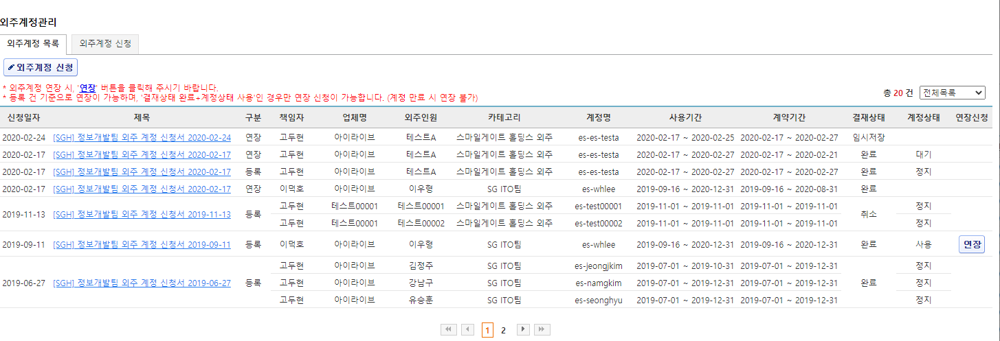 외주계정관리
외주계정 목록 외주계정 신청
외주계정 신청
* 외주계정 연장 시, '연장' 버튼을 클릭해 주시기 바랍니다.
* 등록 건 기준으로 연장이 가능하며, '결재상태 완료+계정상태 사용'인 경우만 연장 신청이 가능합니다. (계정 만료 시 연장 불가)
총 20 건 전체목록
신청일자 제목 구분 책임자 업체명 외주인원 카테고리 계정명 사용기간 계약기간 결재상태 계정상태 연장신청
2020-02-24 [SGH] 정보개발팀 외주 계정 신청서 2020-02-24 연장 고두현 아이라이브 테스트A 스마일게이트 홀딩스 외주 es-es-testa 2020-02-17 ~ 2020-02-25 2020-02-17 ~ 2020-02-27 임시저장
2020-02-17 [SGH] 정보개발팀 외주 계정 신청서 2020-02-17 연장 고두현 아이라이브 테스트A 스마일게이트 홀딩스 외주 es-es-testa 2020-02-17 ~ 2020-02-27 2020-02-17 ~ 2020-02-21 완료 대기
2020-02-17 [SGH] 정보개발팀 외주 계정 신청서 2020-02-17 등록 고두현 아이라이브 테스트A 스마일게이트 홀딩스 외주 es-es-testa 2020-02-17 ~ 2020-02-27 2020-02-17 ~ 2020-02-27 완료 정지
2020-02-17 [SGH] 정보개발팀 외주 계정 신청서 2020-02-17 연장 이덕호 아이라이브 이우형 SG ITO팀 es-whlee 2019-09-16 ~ 2020-12-31 2019-09-16 ~ 2020-08-31 완료
2019-11-13 [SGH] 정보개발팀 외주 계정 신청서 2019-11-13 등록 고두현 테스트00001 테스트00001 스마일게이트 홀딩스 외주 es-test00001 2019-11-01 ~ 2019-11-01 2019-11-01 ~ 2019-11-01 취소 정지
고두현 테스트00001 테스트00002 스마일게이트 홀딩스 외주 es-test00002 2019-11-01 ~ 2019-11-01 2019-11-01 ~ 2019-11-01 정지
2019-09-11 [SGH] 정보개발팀 외주 계정 신청서 2019-09-11 등록 이덕호 아이라이브 이우형 SG ITO팀 es-whlee 2019-09-16 ~ 2020-12-31 2019-09-16 ~ 2020-12-31 완료 사용 연장
고두현 아이라이브 김정주 SG ITO팀 es-jeongjkim 2019-07-01 ~ 2019-10-31 2019-07-01 ~ 2019-12-31 정지
2019-06-27 [SGH] 정보개발팀 외주 계정 신청서 2019-06-27 등록 고두현 아이라이브 강남구 SG ITO팀 es-namgkim 2019-07-01 ~ 2019-12-31 2019-07-01 ~ 2019-12-31 완료 정지
고두현 아이라이브 유승훈 SG ITO팀 es-seonghyu 2019-07-01 ~ 2019-12-31 2019-07-01 ~ 2019-12-31 정지
1 2